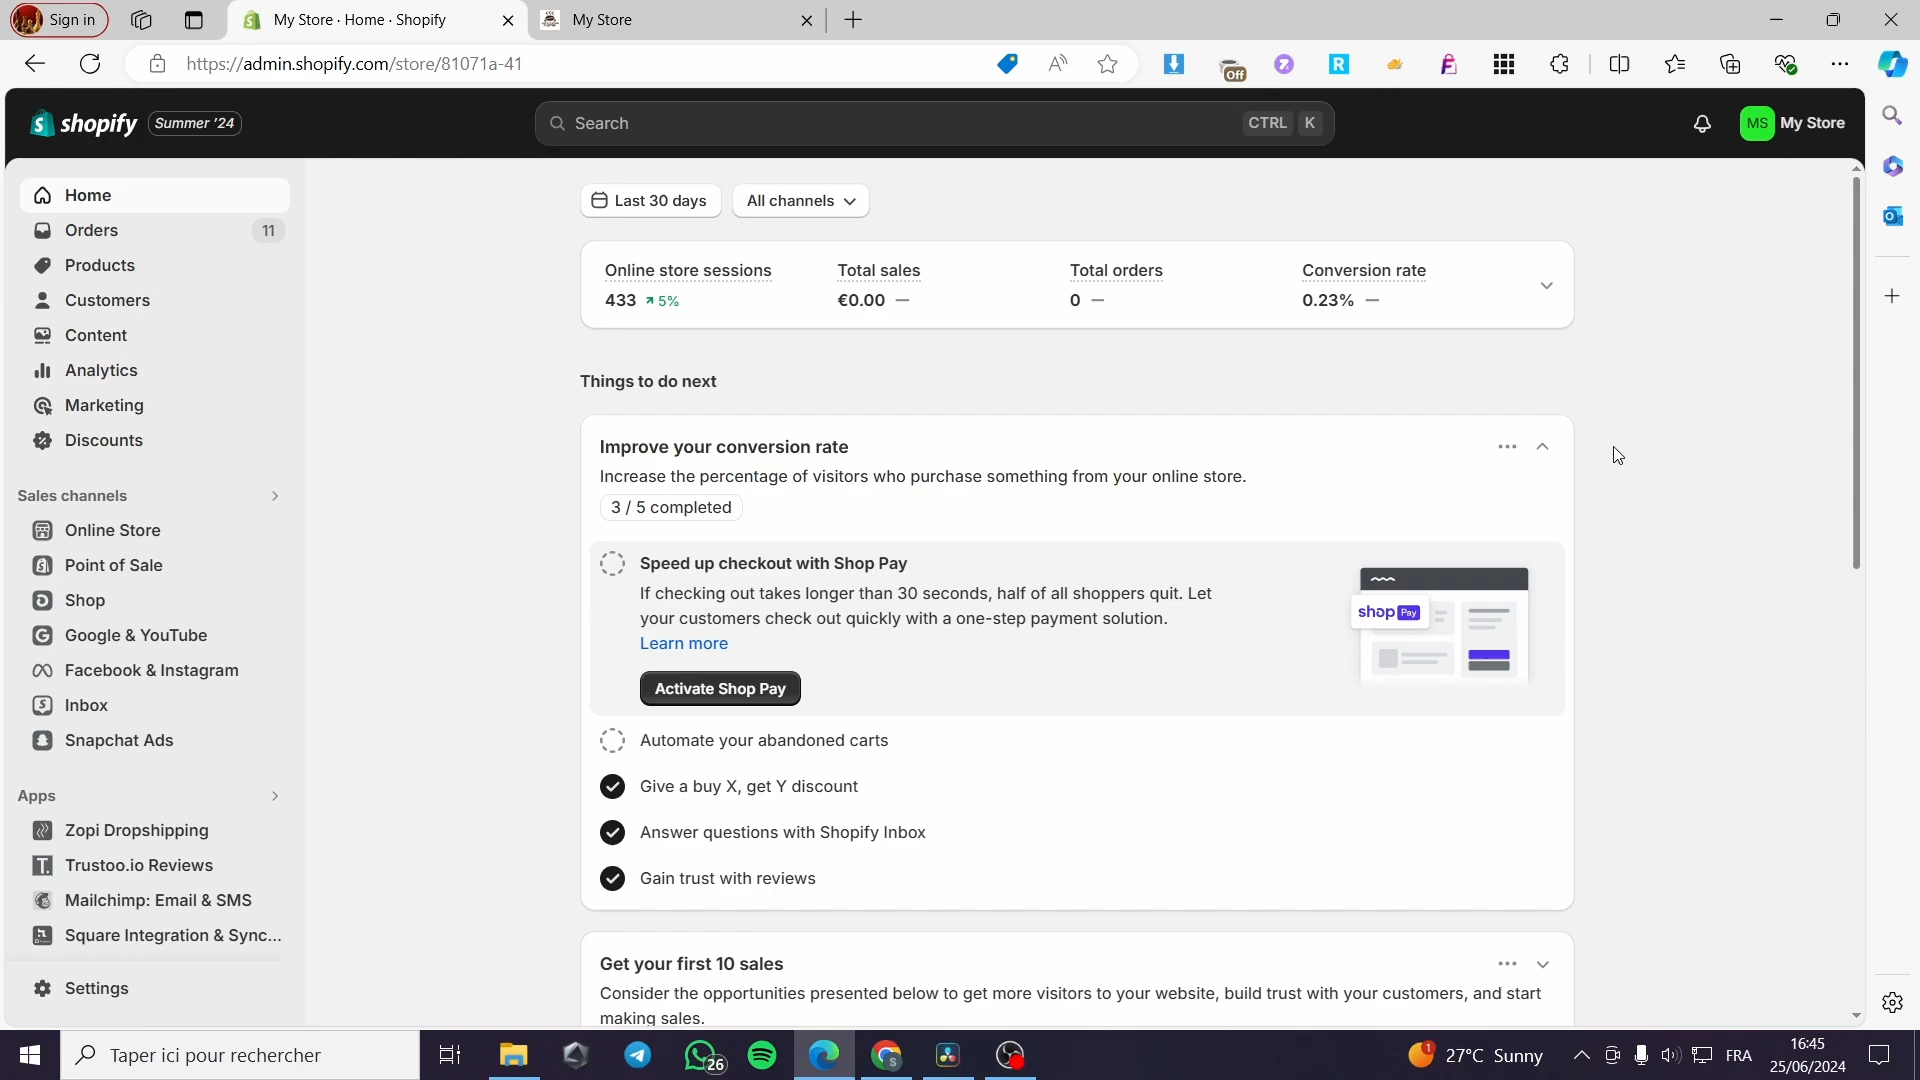 Sign in
My Store · Home · Shopify
My Store
https://admin.shopify.com/store/81071a-41
Off
shopify
Summer '24
Search
CTRL K
MS
My Store
Home
Orders 11
Products
Customers
Content
Analytics
Marketing
Discounts
Sales channels
Online Store
Point of Sale
Shop
Google & YouTube
Facebook & Instagram
Inbox
Snapchat Ads
Apps
Zopi Dropshipping
Trustoo.io Reviews
Mailchimp: Email & SMS
Square Integration & Sync...
Settings
Last 30 days
All channels
Online store sessions
433 5%
Total sales
€0.00 —
Total orders
0 —
Conversion rate
0.23% —
Things to do next
Improve your conversion rate
Increase the percentage of visitors who purchase something from your online store.
3 / 5 completed
Speed up checkout with Shop Pay
If checking out takes longer than 30 seconds, half of all shoppers quit. Let
your customers check out quickly with a one-step payment solution.
Learn more
Activate Shop Pay
shop Pay
Automate your abandoned carts
Give a buy X, get Y discount
Answer questions with Shopify Inbox
Gain trust with reviews
Get your first 10 sales
Consider the opportunities presented below to get more visitors to your website, build trust with your customers, and start
making sales.
Taper ici pour rechercher
26
1
27°C Sunny
FRA
16:45
25/06/2024